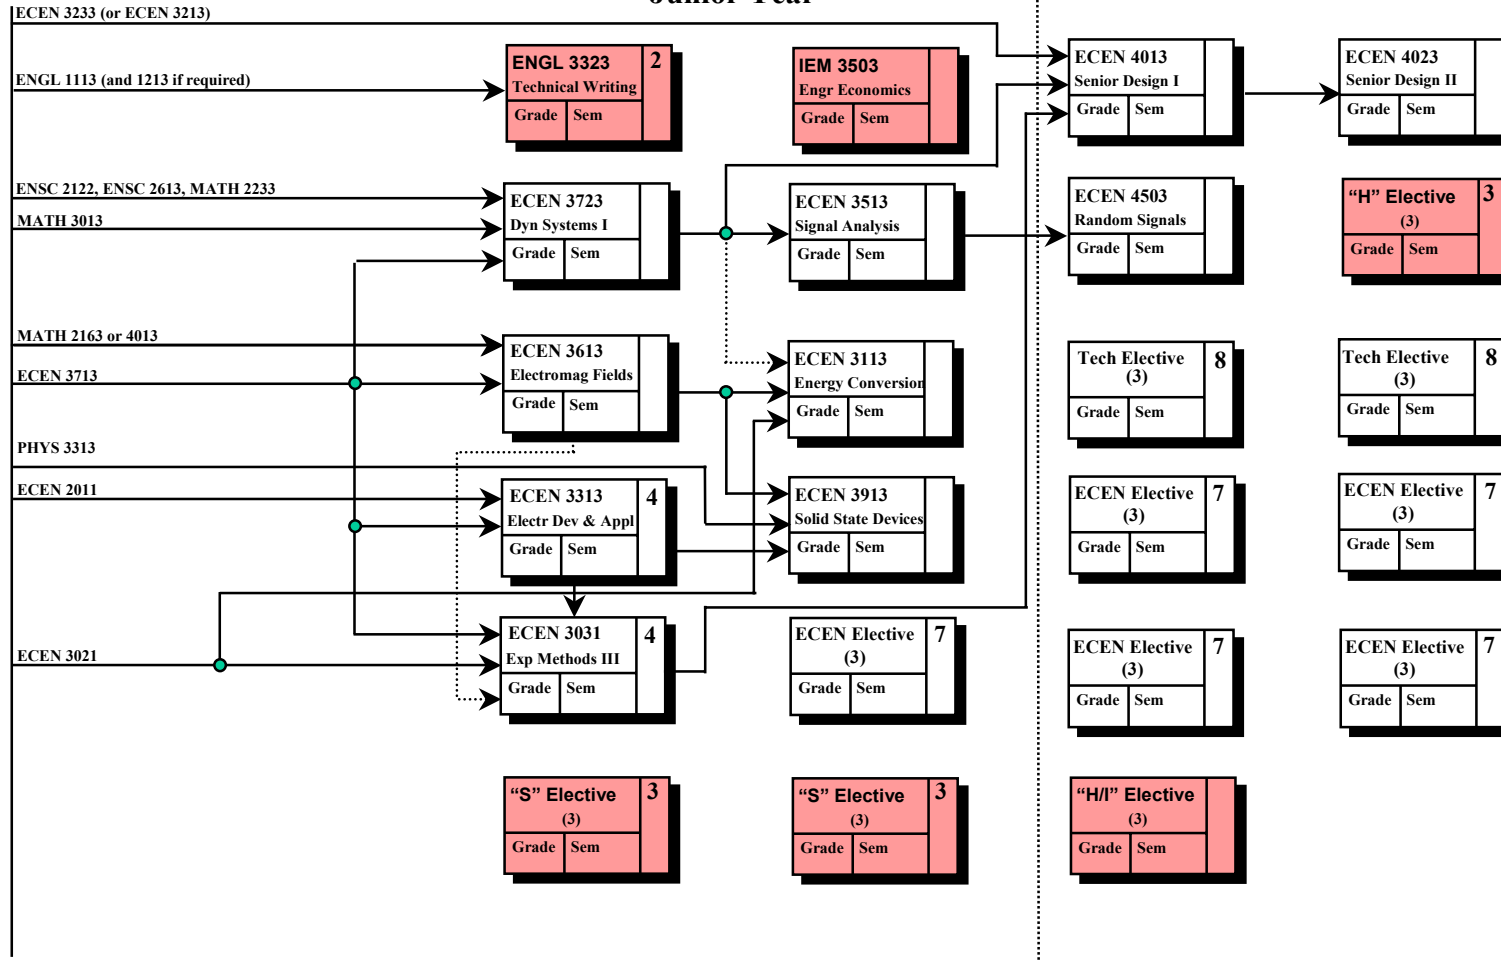 Junior Year
ECEN 3233 (or ECEN 3213)
ENGL 1113 (and 1213 if required)
ENSC 2122, ENSC 2613, MATH 2233
MATH 3013
MATH 2163 or 4013
ECEN 3713
PHYS 3313
ECEN 2011
ECEN 3021
ENGL 3323 2
Technical Writing
Grade Sem
ECEN 3723
Dyn Systems I
Grade Sem
ECEN 3613
Electromag Fields
Grade Sem
ECEN 3313 4
Electr Dev & Appl
Grade Sem
ECEN 3031 4
Exp Methods III
Grade Sem
“S” Elective 3
(3)
Grade Sem
IEM 3503
Engr Economics
Grade Sem
ECEN 3513
Signal Analysis
Grade Sem
ECEN 3113
Energy Conversion
Grade Sem
ECEN 3913
Solid State Devices
Grade Sem
ECEN Elective 7
(3)
Grade Sem
“S” Elective 3
(3)
Grade Sem
ECEN 4013
Senior Design I
Grade Sem
ECEN 4503
Random Signals
Grade Sem
Tech Elective 8
(3)
Grade Sem
ECEN Elective 7
(3)
Grade Sem
ECEN Elective 7
(3)
Grade Sem
“H/I” Elective
(3)
Grade Sem
ECEN 4023
Senior Design II
Grade Sem
“H” Elective 3
(3)
Grade Sem
Tech Elective 8
(3)
Grade Sem
ECEN Elective 7
(3)
Grade Sem
ECEN Elective 7
(3)
Grade Sem